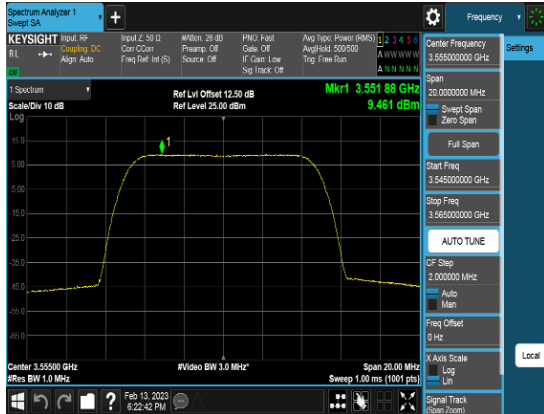 Spectrum Analyzer 1
Swept SA
Frequency
KEYSIGHT
RL
Input: RF
Coupling: DC
Align: Auto
Input Z: 50 Ω
Corr CCorr
Freq Ref: Int (S)
#Atten: 26 dB
Preamp: Off
Source: Off
PNO: Fast
Gate: Off
IF Gain: Low
Sig Track: Off
Avg Type: Power (RMS)
Avg|Hold: 500/500
Trig: Free Run
1 2 3 4 5 6
A W W W W W
A N N N N N
1 Spectrum
Scale/Div 10 dB
Log
Ref Lvl Offset 12.50 dB
Ref Level 25.00 dBm
Mkr1 3.551 88 GHz
9.461 dBm
1
15.0
5.00
-5.00
-15.0
-25.0
-35.0
-45.0
-55.0
-65.0
Center 3.55500 GHz
#Res BW 1.0 MHz
#Video BW 3.0 MHz*
Span 20.00 MHz
Sweep 1.00 ms (1001 pts)
Center Frequency
3.555000000 GHz
Settings
Span
20.0000000 MHz
Swept Span
Zero Span
Full Span
Start Freq
3.545000000 GHz
Stop Freq
3.565000000 GHz
AUTO TUNE
CF Step
2.000000 MHz
Auto
Man
Freq Offset
0 Hz
X Axis Scale
Log
Lin
Local
Signal Track
(Span Zoom)
?
Feb 13, 2023
6:22:42 PM